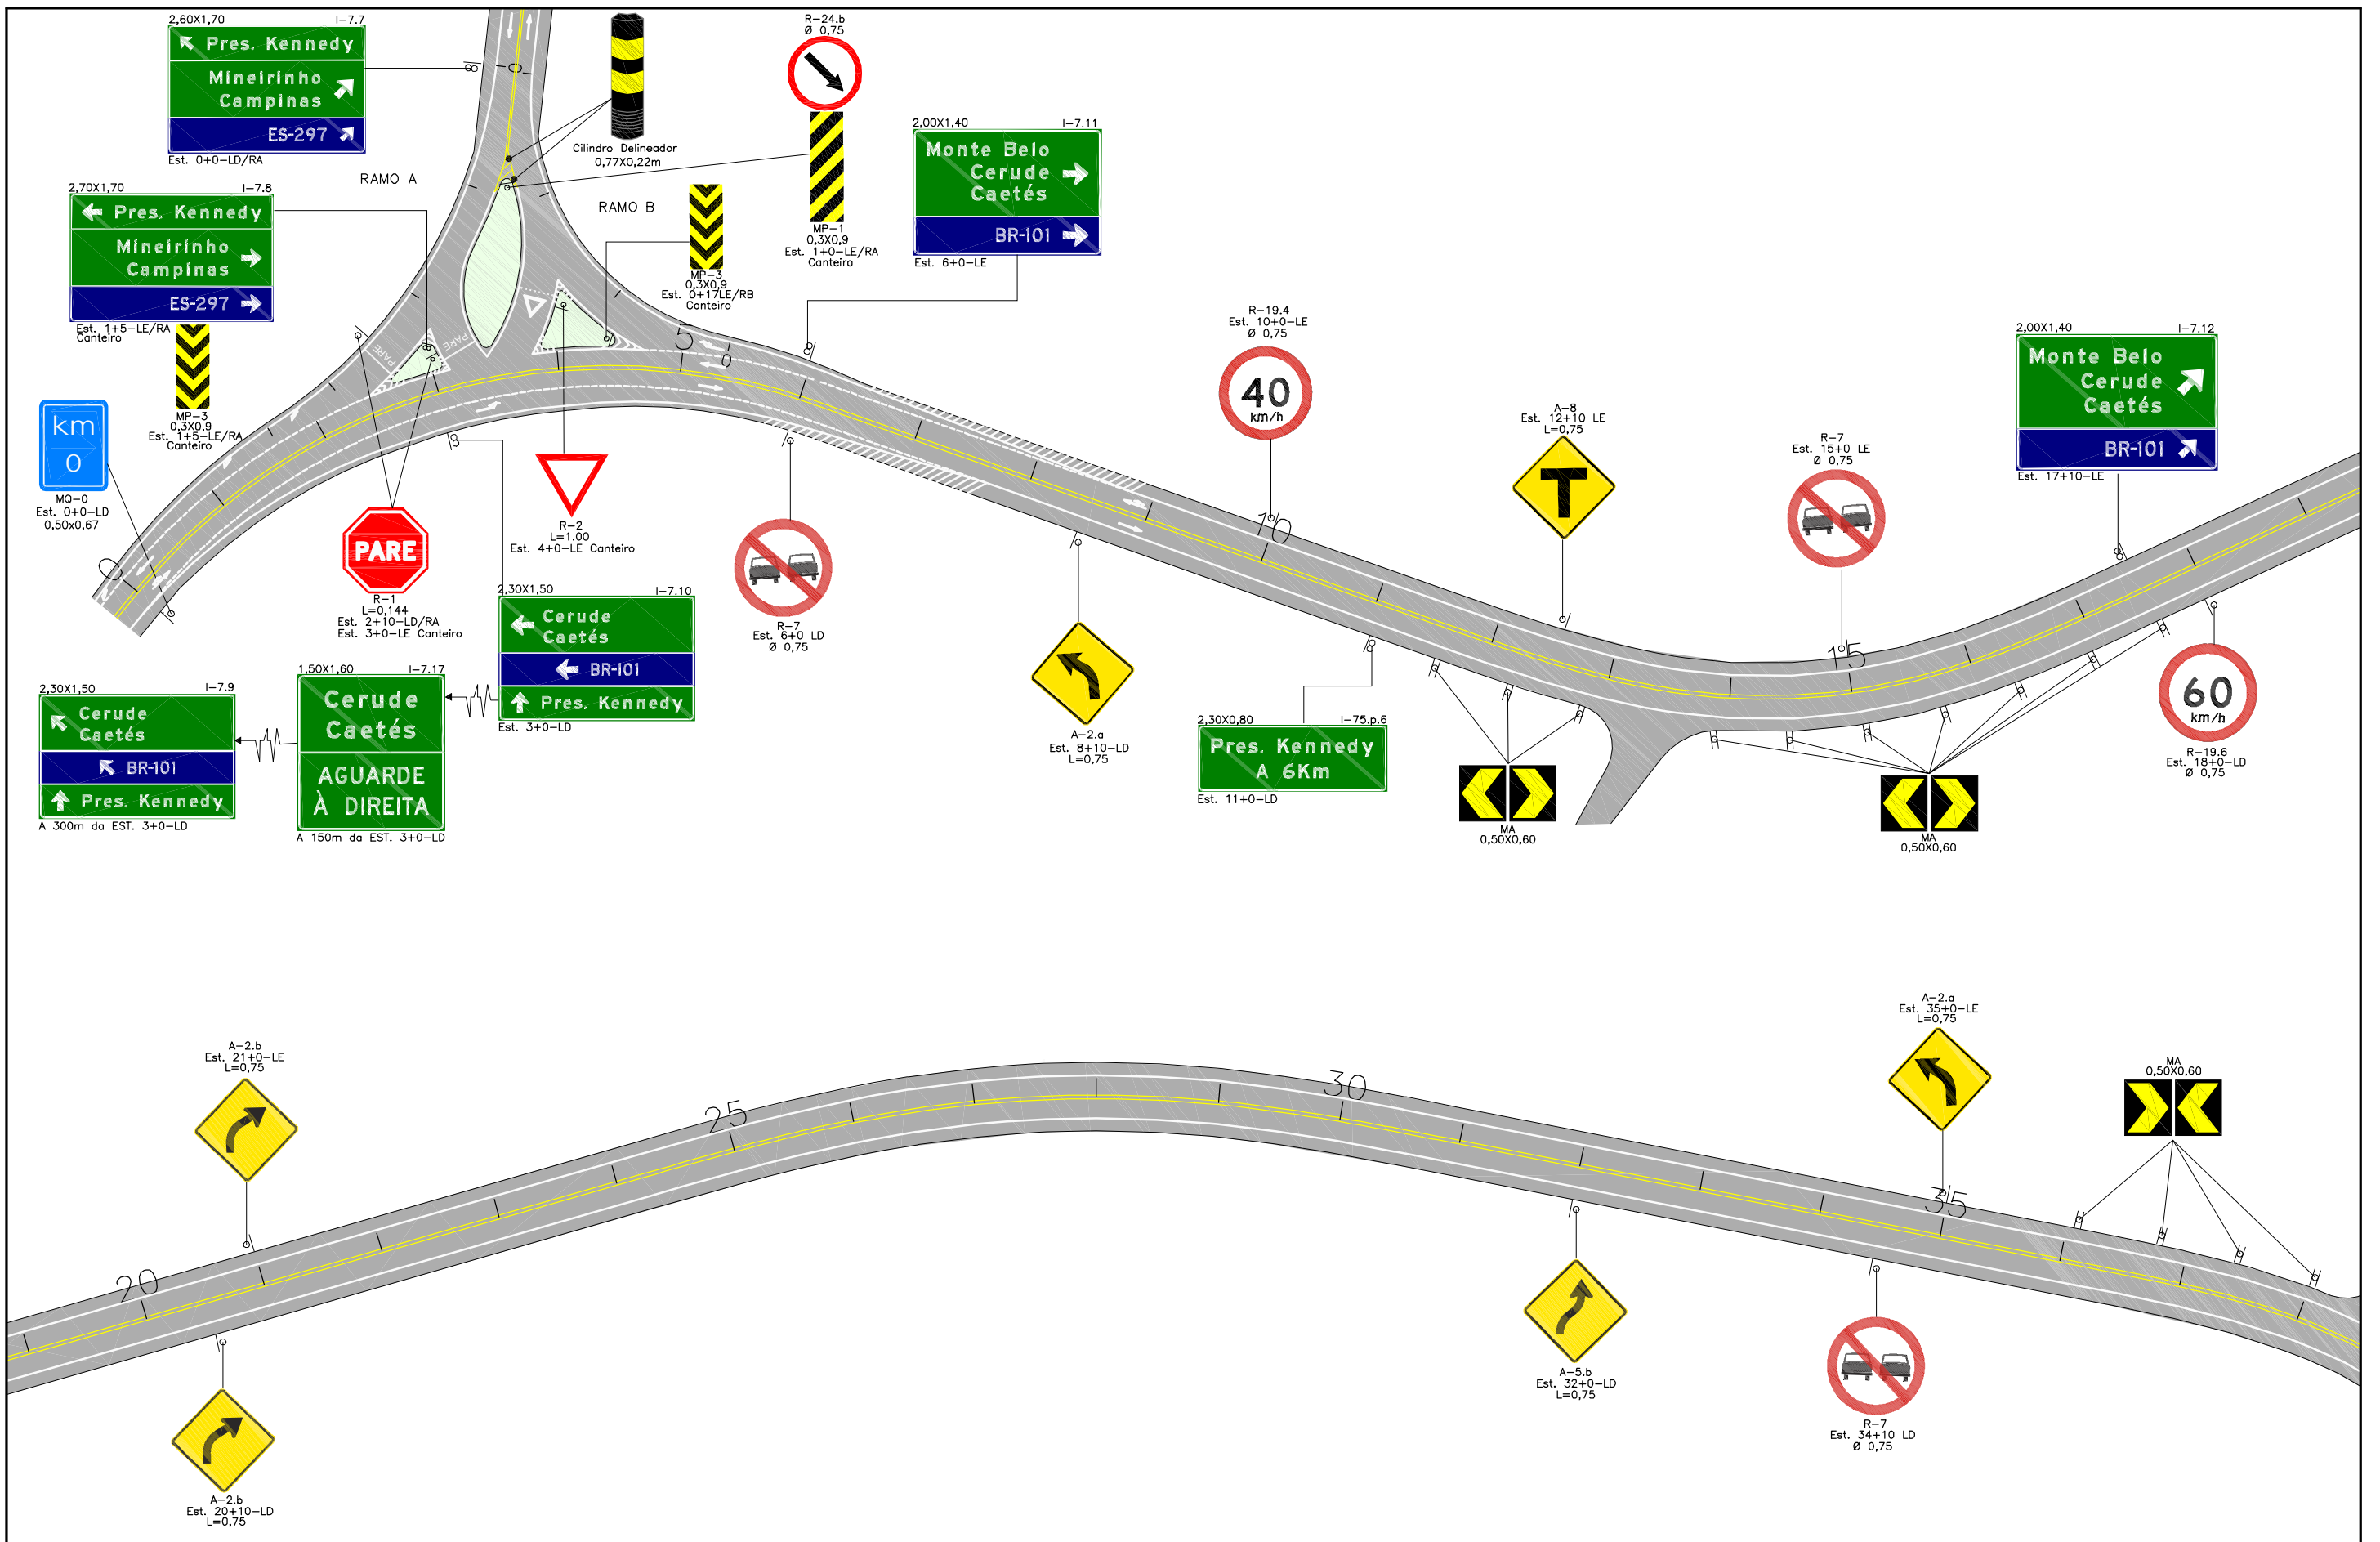 2,60X1,70 I-7.7
Pres. Kennedy
Mineirinho
Campinas
ES-297
Est. 0+0-LD/RA
0
Cilindro Delineador
0,77X0,22m
R-24.b
Ø 0,75
MP-1
0,3X0,9
Est. 1+0-LE/RA
Canteiro
RAMO A
RAMO B
2,70X1,70 I-7.8
Pres. Kennedy
Mineirinho
Campinas
ES-297
Est. 1+5-LE/RA
Canteiro
MP-3
0,3X0,9
Est. 1+5-LE/RA
Canteiro
MP-3
0,3X0,9
Est. 0+17LE/RB
Canteiro
2,00X1,40 I-7.11
Monte Belo
Cerude
Caetés
BR-101
Est. 6+0-LE
PARE
PARE
5
6
km
0
MQ-0
Est. 0+0-LD
0,50x0,67
0
PARE
R-1
L=0,144
Est. 2+10-LD/RA
Est. 3+0-LE Canteiro
R-2
L=1.00
Est. 4+0-LE Canteiro
R-7
Est. 6+0 LD
Ø 0,75
R-19.4
Est. 10+0-LE
Ø 0,75
40
km/h
10
A-8
Est. 12+10 LE
L=0,75
T
R-7
Est. 15+0 LE
Ø 0,75
15
2,00X1,40 I-7.12
Monte Belo
Cerude
Caetés
BR-101
Est. 17+10-LE
2,30X1,50 I-7.9
Cerude
Caetés
BR-101
Pres. Kennedy
A 300m da EST. 3+0-LD
1,50X1,60 I-7.17
Cerude
Caetés
AGUARDE
À DIREITA
A 150m da EST. 3+0-LD
2,30X1,50 I-7.10
Cerude
Caetés
BR-101
Pres. Kennedy
Est. 3+0-LD
A-2.a
Est. 8+10-LD
L=0,75
2,30X0,80 I-75.p.6
Pres. Kennedy
A 6Km
Est. 11+0-LD
MA
0,50X0,60
MA
0,50X0,60
60
km/h
R-19.6
Est. 18+0-LD
Ø 0,75
A-2.b
Est. 21+0-LE
L=0,75
20
25
30
35
A-2.b
Est. 20+10-LD
L=0,75
A-5.b
Est. 32+0-LD
L=0,75
A-2.a
Est. 35+0-LE
L=0,75
R-7
Est. 34+10 LD
Ø 0,75
MA
0,50X0,60